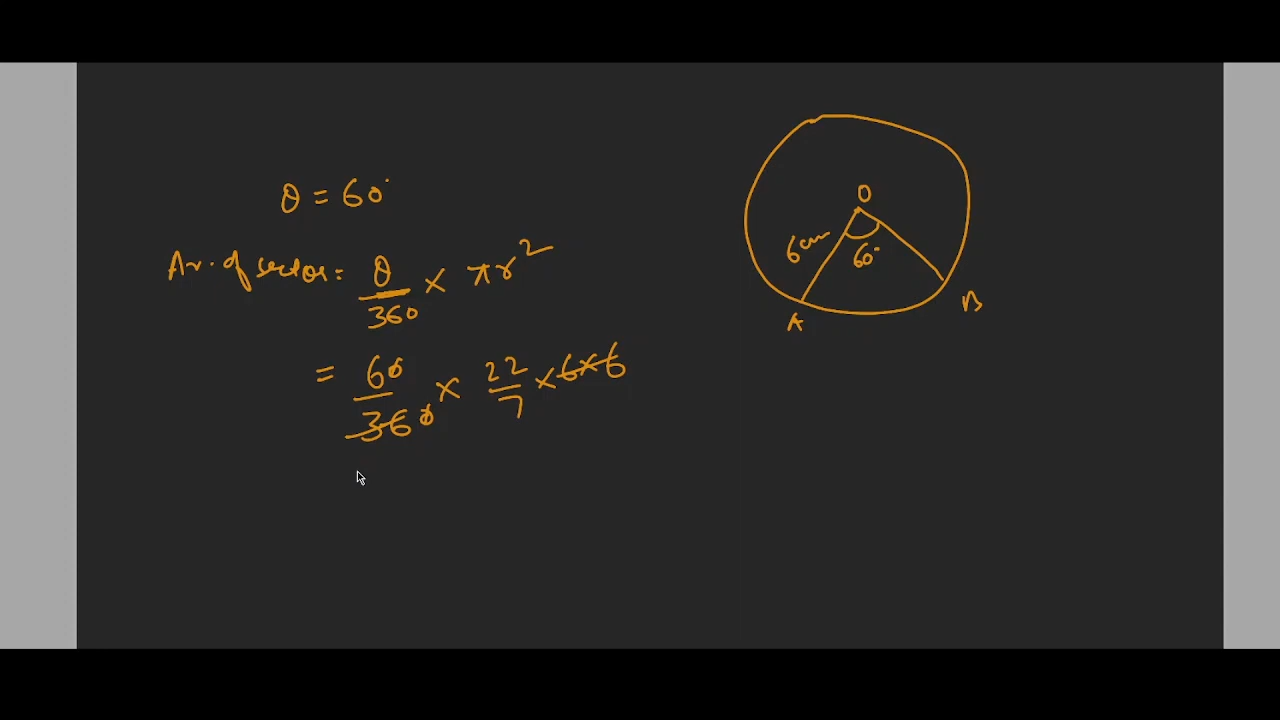 θ = 60°
Ar. of sector = θ/360 × πr²
= 60/360 × 22/7 × 6×6
O
6cm
60°
A
B